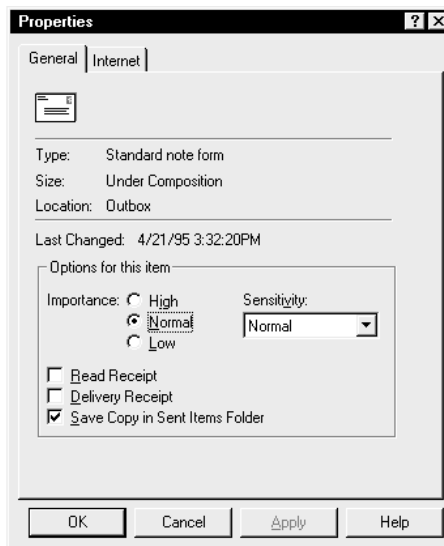 Properties
General Internet
Type: Standard note form
Size: Under Composition
Location: Outbox
Last Changed: 4/21/95 3:32:20PM
Options for this item
Importance: High Sensitivity:
Normal Normal
Low
Read Receipt
Delivery Receipt
Save Copy in Sent Items Folder
OK Cancel Apply Help